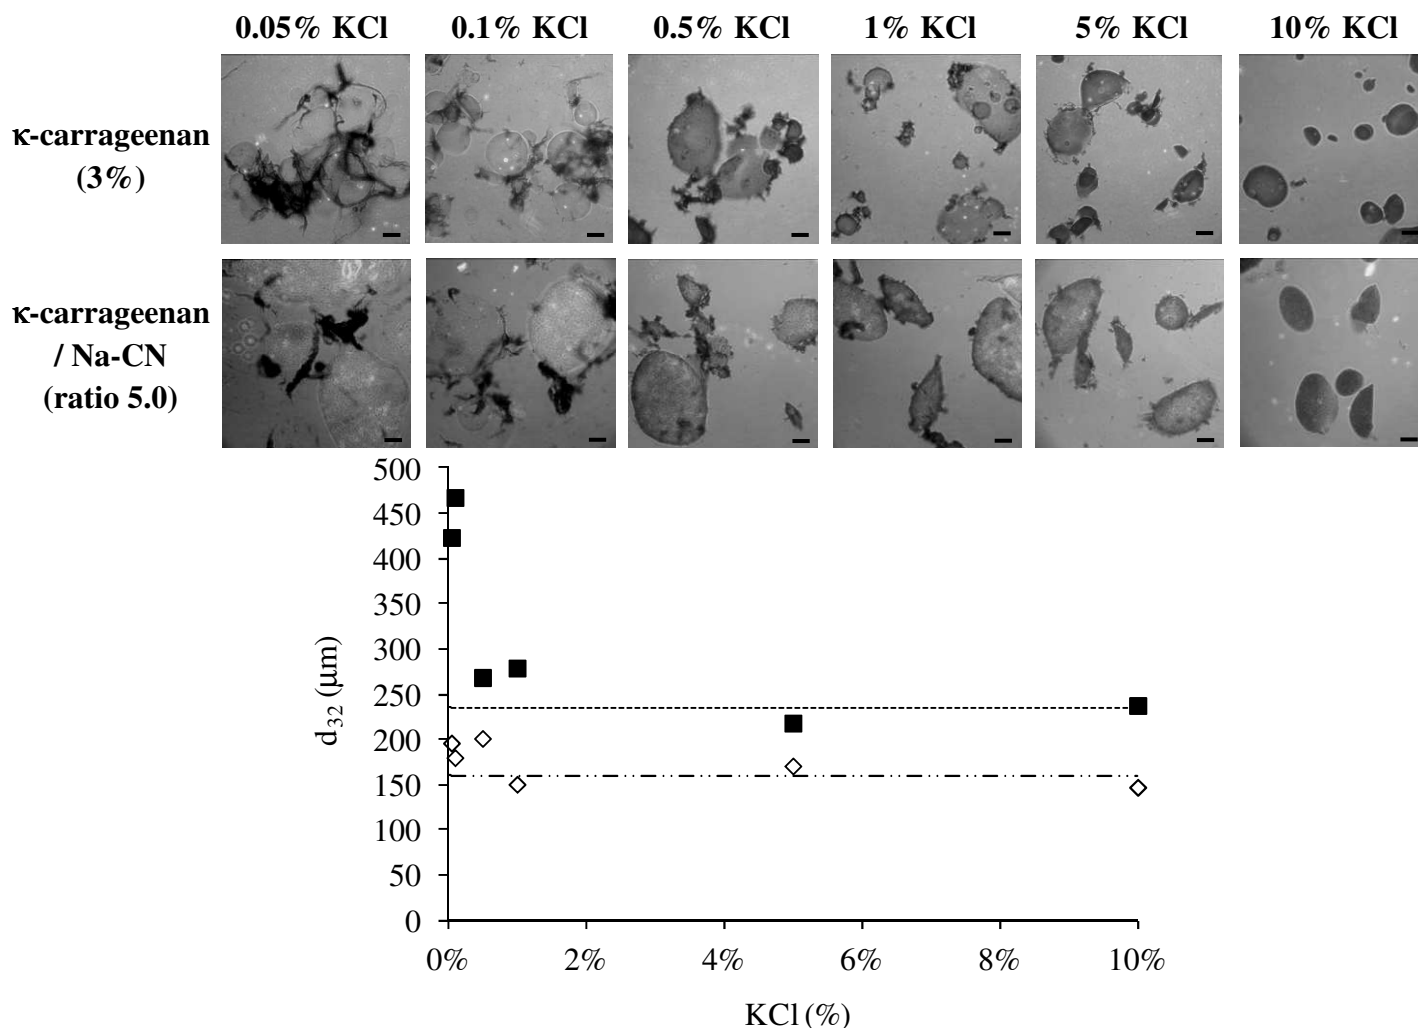 0.05% KCl 0.1% KCl 0.5% KCl 1% KCl 5% KCl 10% KCl
κ-carrageenan
(3%)
κ-carrageenan
/ Na-CN
(ratio 5.0)
500
450
400
350
300
250
200
150
100
50
0
d32 (μm)
0% 2% 4% 6% 8% 10%
KCl (%)